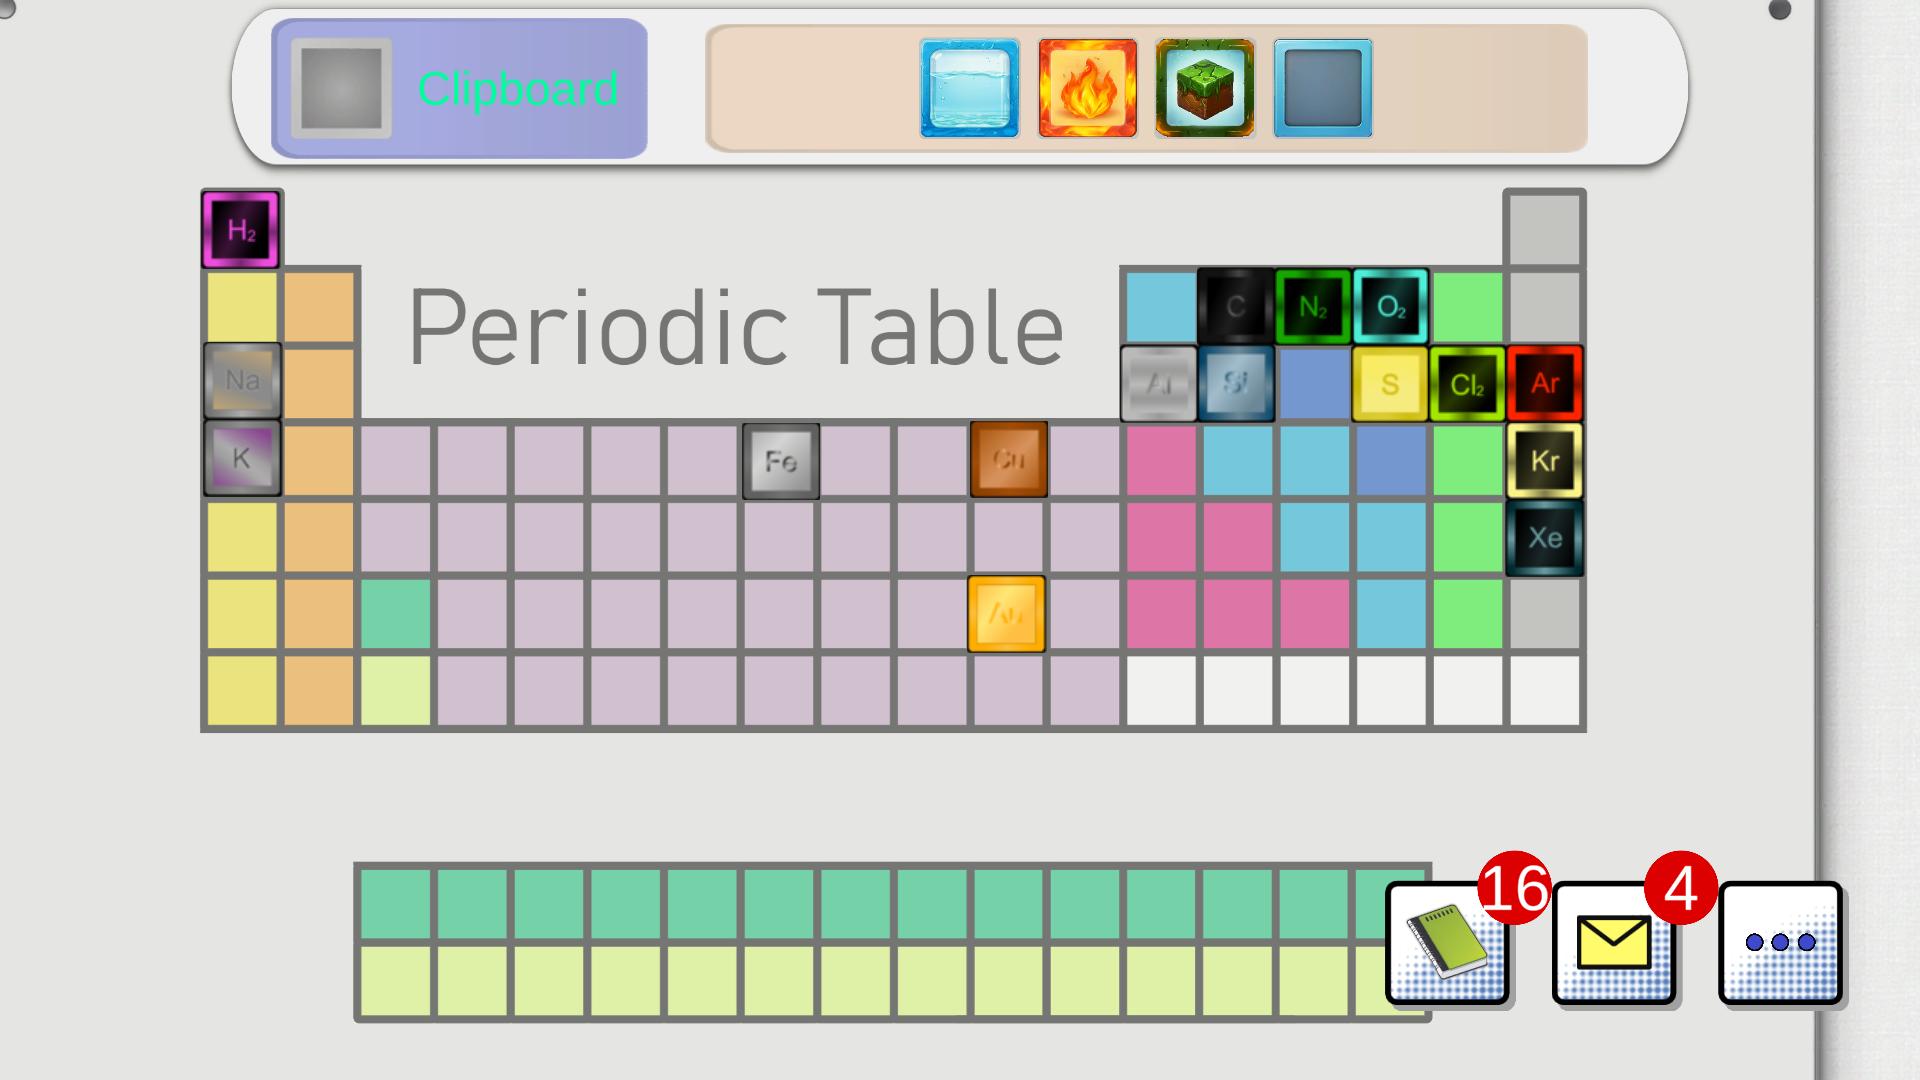 Clipboard
H₂
Periodic Table
C N₂ O₂
Na Al Si S Cl₂ Ar
K Fe Cu Kr
Xe
Au
16 4